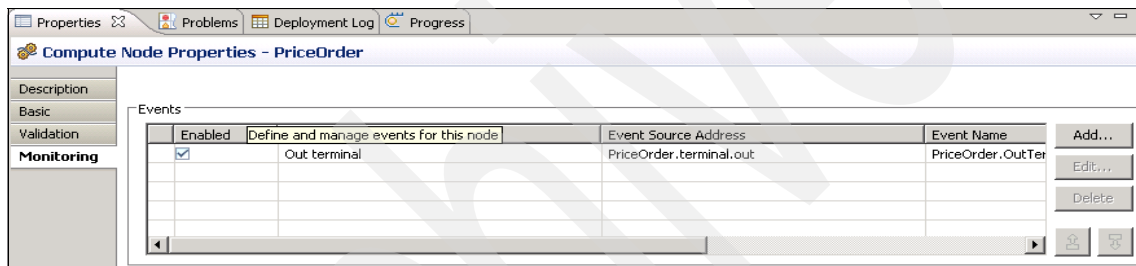 Properties Problems Deployment Log Progress
Compute Node Properties - PriceOrder
Description
Basic
Validation
Monitoring
Events
Enabled Define and manage events for this node Event Source Address Event Name
Out terminal PriceOrder.terminal.out PriceOrder.OutTer
Add...
Edit...
Delete